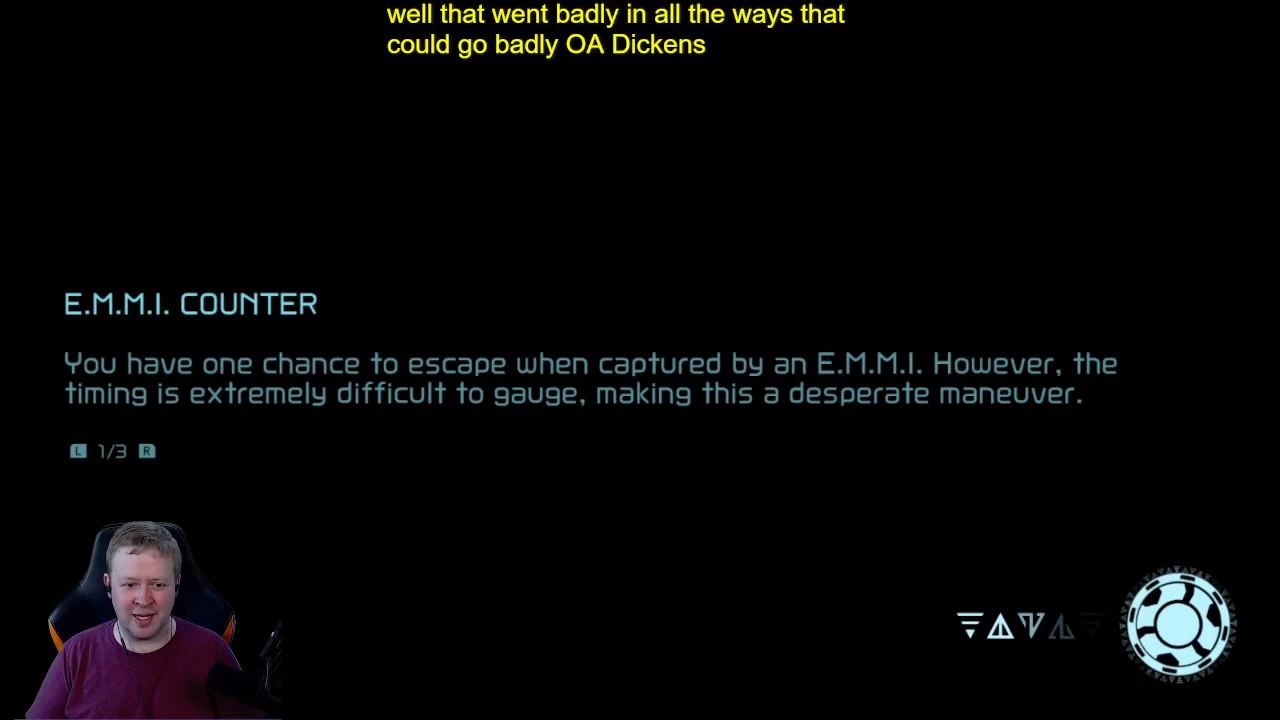 well that went badly in all the ways that
could go badly OA Dickens
E.M.M.I. COUNTER
You have one chance to escape when captured by an E.M.M.I. However, the
timing is extremely difficult to gauge, making this a desperate maneuver.
L 1/3 R